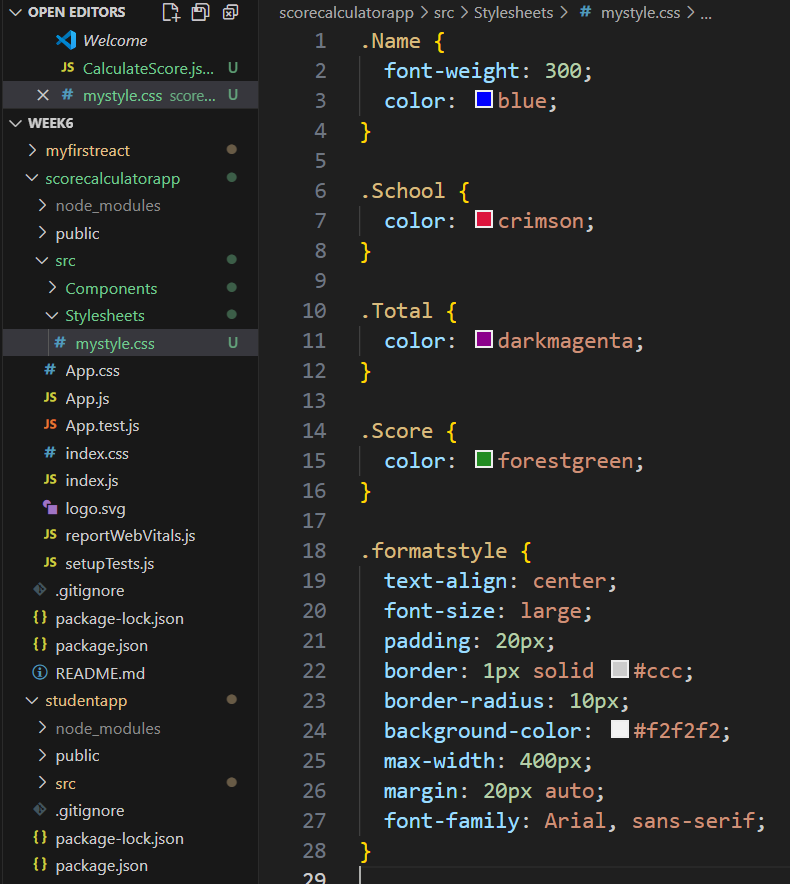 OPEN EDITORS
Welcome
JS CalculateScore.js... U
# mystyle.css score... U
WEEK6
myfirstreact
scorecalculatorapp
node_modules
public
src
Components
Stylesheets
# mystyle.css U
# App.css
JS App.js
JS App.test.js
# index.css
JS index.js
logo.svg
JS reportWebVitals.js
JS setupTests.js
.gitignore
{} package-lock.json
{} package.json
README.md
studentapp
node_modules
public
src
.gitignore
{} package-lock.json
{} package.json
scorecalculatorapp > src > Stylesheets > # mystyle.css > ...
1 .Name {
2 font-weight: 300;
3 color: blue;
4 }
5
6 .School {
7 color: crimson;
8 }
9
10 .Total {
11 color: darkmagenta;
12 }
13
14 .Score {
15 color: forestgreen;
16 }
17
18 .formatstyle {
19 text-align: center;
20 font-size: large;
21 padding: 20px;
22 border: 1px solid #ccc;
23 border-radius: 10px;
24 background-color: #f2f2f2;
25 max-width: 400px;
26 margin: 20px auto;
27 font-family: Arial, sans-serif;
28 }
29